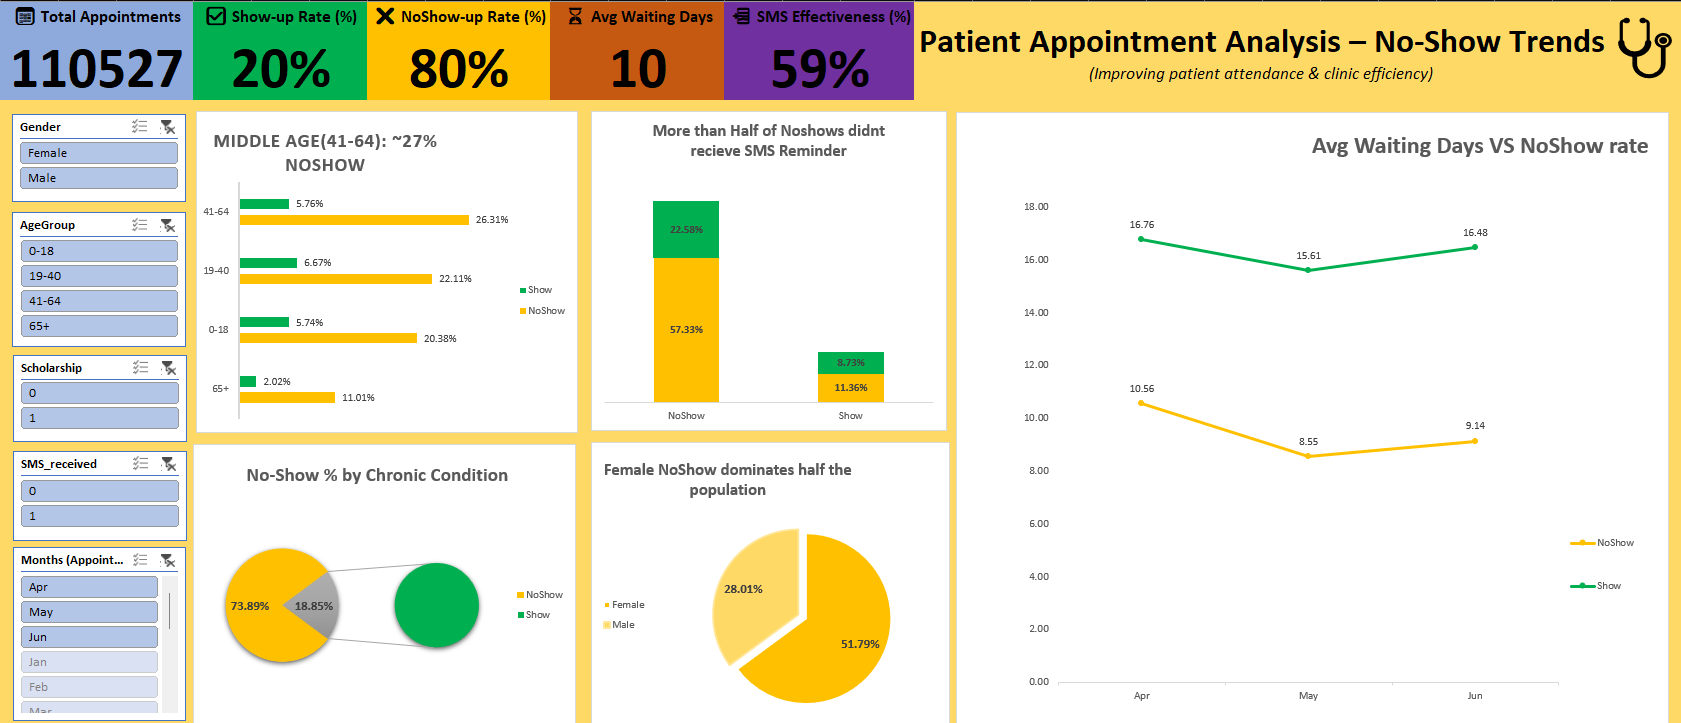 Total Appointments
110527
Show-up Rate (%)
20%
NoShow-up Rate (%)
80%
Avg Waiting Days
10
SMS Effectiveness (%)
59%
Patient Appointment Analysis – No-Show Trends
(Improving patient attendance & clinic efficiency)
Gender
Female
Male
AgeGroup
0-18
19-40
41-64
65+
Scholarship
0
1
SMS_received
0
1
Months (Appoint...
Apr
May
Jun
Jan
Feb
Mar
MIDDLE AGE(41-64): ~27%
NOSHOW
41-64
5.76%
26.31%
19-40
6.67%
22.11%
0-18
5.74%
20.38%
65+
2.02%
11.01%
Show
NoShow
More than Half of Noshows didnt
recieve SMS Reminder
22.58%
57.33%
8.73%
11.36%
NoShow
Show
No-Show % by Chronic Condition
73.89%
18.85%
NoShow
Show
Female NoShow dominates half the
population
28.01%
51.79%
Female
Male
Avg Waiting Days VS NoShow rate
18.00
16.00
14.00
12.00
10.00
8.00
6.00
4.00
2.00
0.00
16.76
15.61
16.48
10.56
8.55
9.14
Apr
May
Jun
NoShow
Show